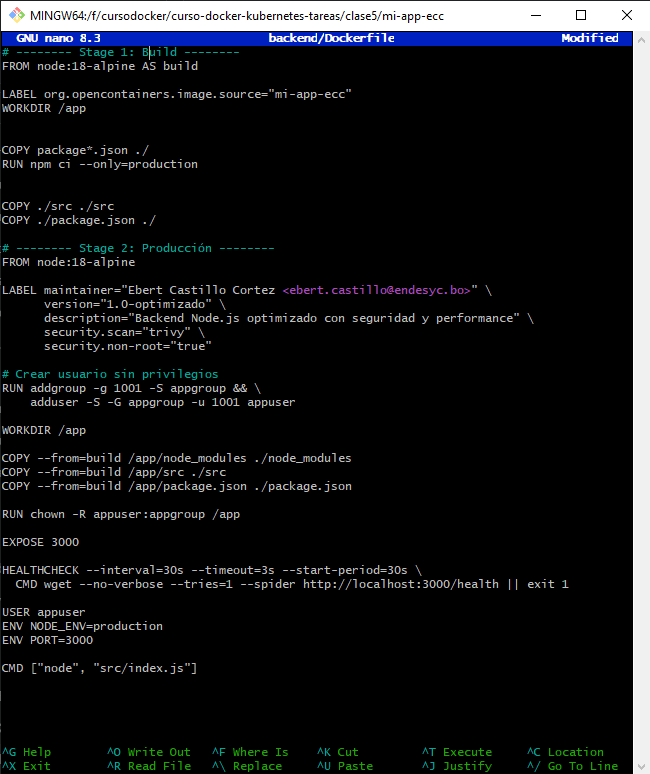 MINGW64:/f/cursodocker/curso-docker-kubernetes-tareas/clase5/mi-app-ecc
GNU nano 8.3 backend/Dockerfile Modified
# -------- Stage 1: Build --------
FROM node:18-alpine AS build
LABEL org.opencontainers.image.source="mi-app-ecc"
WORKDIR /app
COPY package*.json ./
RUN npm ci --only=production
COPY ./src ./src
COPY ./package.json ./
# -------- Stage 2: Producción --------
FROM node:18-alpine
LABEL maintainer="Ebert Castillo Cortez <ebert.castillo@endesyc.bo>" \
version="1.0-optimizado" \
description="Backend Node.js optimizado con seguridad y performance" \
security.scan="trivy" \
security.non-root="true"
# Crear usuario sin privilegios
RUN addgroup -g 1001 -S appgroup && \
adduser -S -G appgroup -u 1001 appuser
WORKDIR /app
COPY --from=build /app/node_modules ./node_modules
COPY --from=build /app/src ./src
COPY --from=build /app/package.json ./package.json
RUN chown -R appuser:appgroup /app
EXPOSE 3000
HEALTHCHECK --interval=30s --timeout=3s --start-period=30s \
CMD wget --no-verbose --tries=1 --spider http://localhost:3000/health || exit 1
USER appuser
ENV NODE_ENV=production
ENV PORT=3000
CMD ["node", "src/index.js"]
^G Help ^O Write Out ^F Where Is ^K Cut ^T Execute ^C Location
^X Exit ^R Read File ^\ Replace ^U Paste ^J Justify ^/ Go To Line